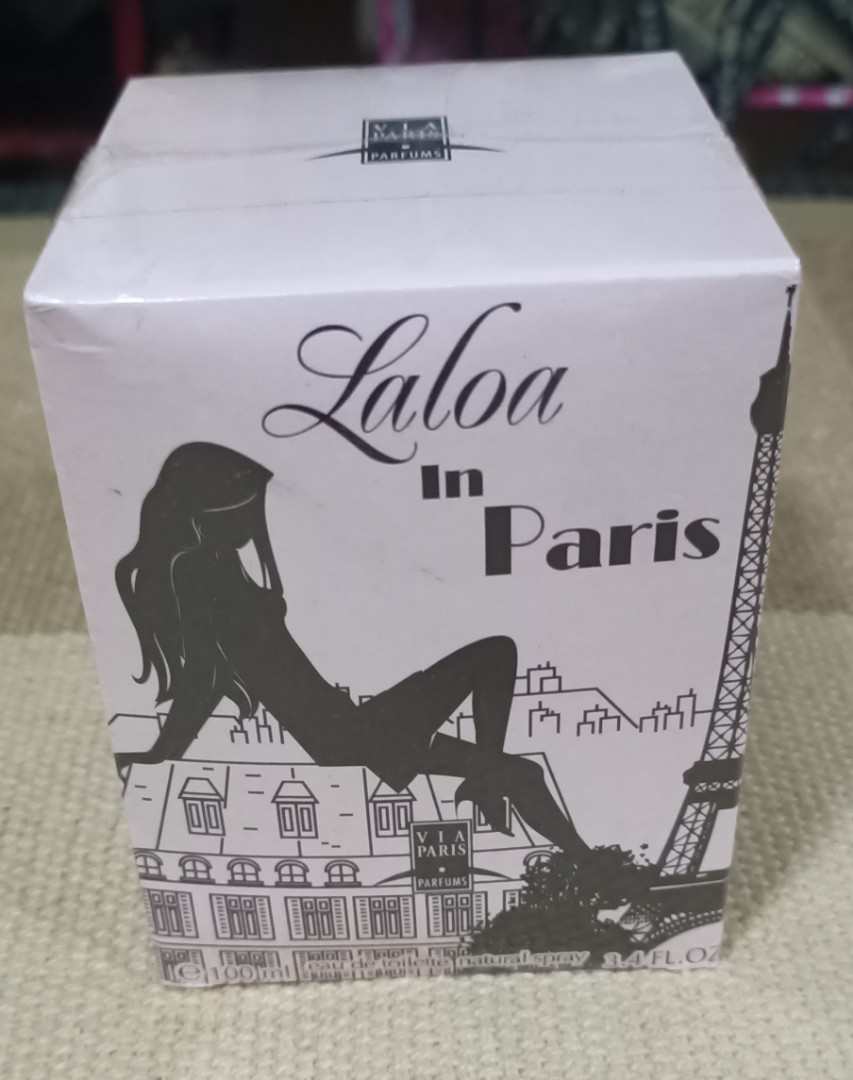 VIA
PARIS
PARFUMS
Laloa
In
Paris
VIA
PARIS
PARFUMS
e 100 ml eau de toilette natural spray 3.4 FL.OZ